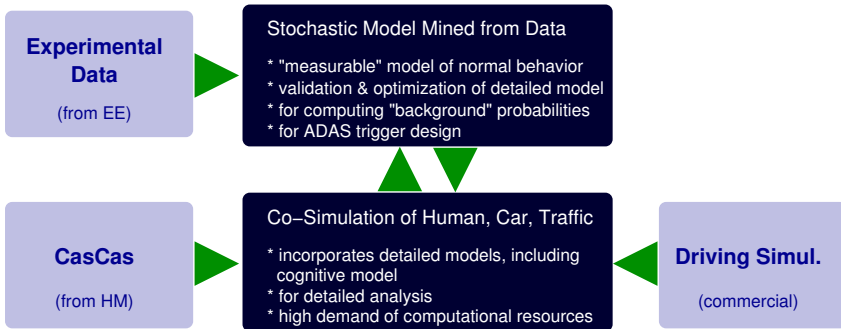 Experimental
Data
(from EE)
Stochastic Model Mined from Data
* "measurable" model of normal behavior
* validation & optimization of detailed model
* for computing "background" probabilities
* for ADAS trigger design
CasCas
(from HM)
Co−Simulation of Human, Car, Traffic
* incorporates detailed models, including
cognitive model
* for detailed analysis
* high demand of computational resources
Driving Simul.
(commercial)